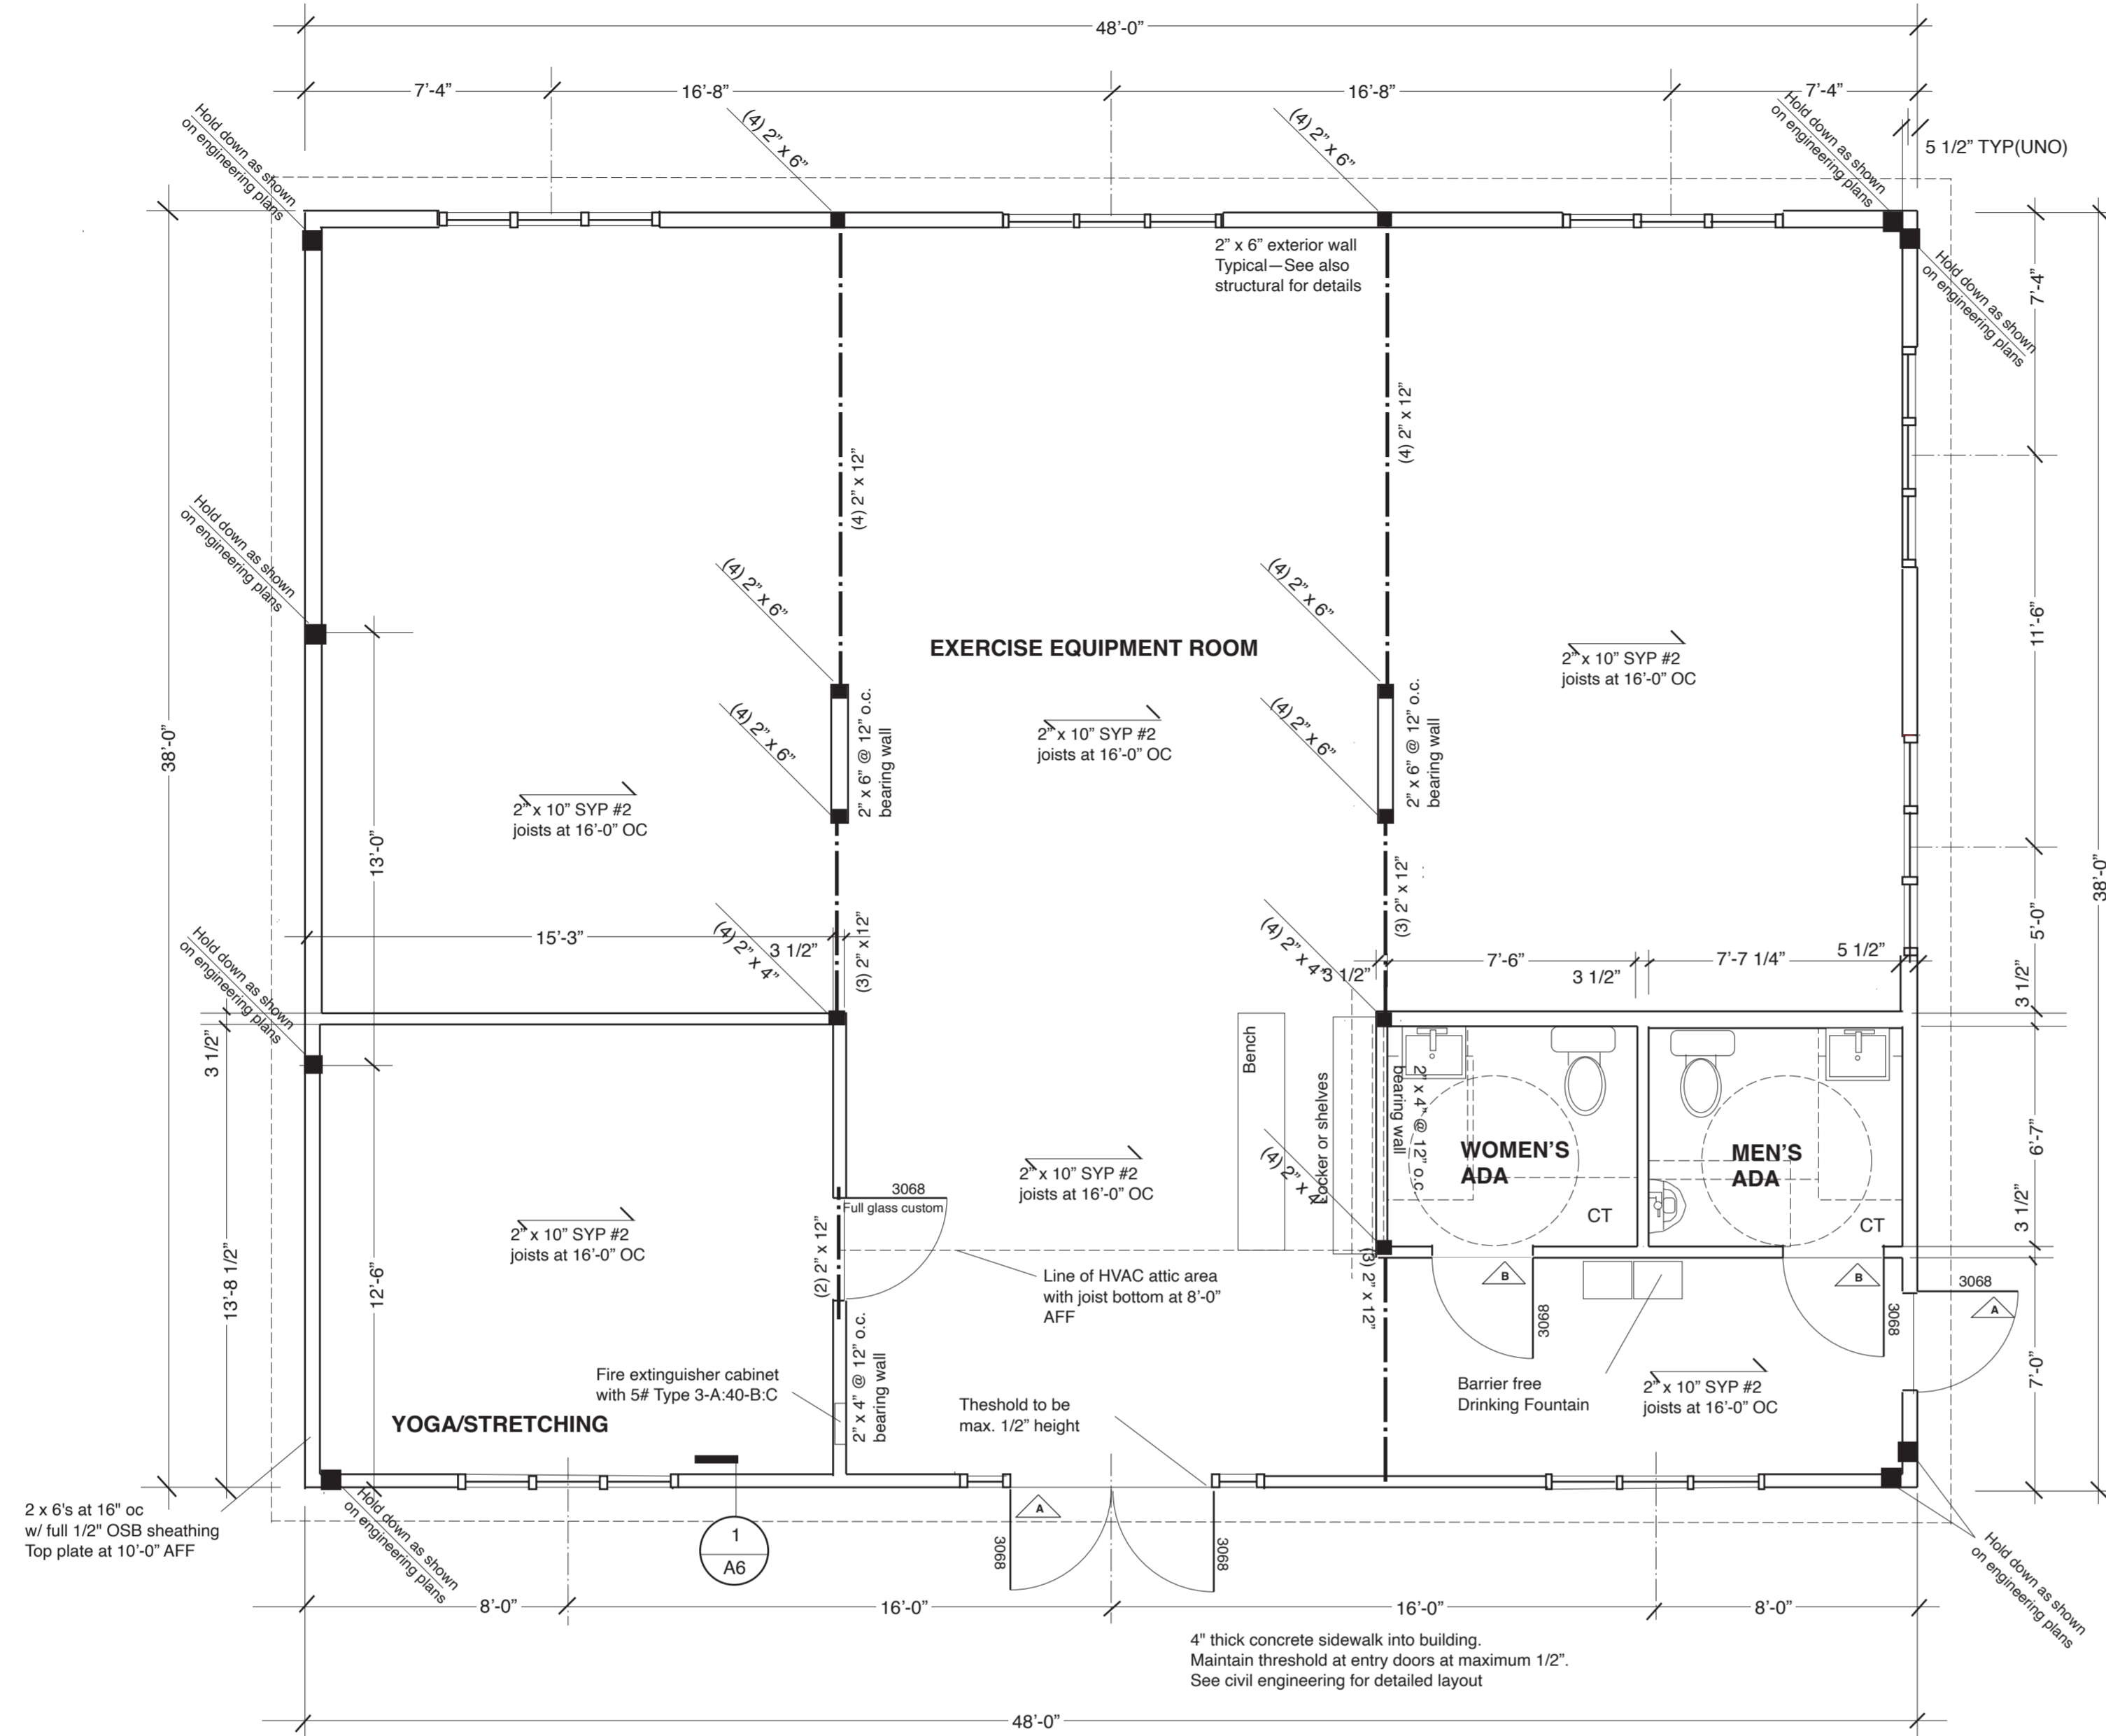 48'-0”
7'-4”
16'-8”
16'-8”
7'-4”
5 1/2” TYP(UNO)
Hold down as shown
on engineering plans
(4) 2” x 6”
(4) 2” x 6”
Hold down as shown
on engineering plans
2” x 6” exterior wall
Typical—See also
structural for details
Hold down as shown
on engineering plans
7'-4”
(4) 2” x 12”
(4) 2” x 12”
Hold down as shown
on engineering plans
(4) 2” x 6”
(4) 2” x 6”
EXERCISE EQUIPMENT ROOM
2” x 10” SYP #2
joists at 16'-0” OC
11'-6”
38'-0”
(4) 2” x 6”
2” x 6” @ 12” o.c.
bearing wall
2” x 10” SYP #2
joists at 16'-0” OC
(4) 2” x 6”
2” x 6” @ 12” o.c.
bearing wall
2” x 10” SYP #2
joists at 16'-0” OC
13'-0”
38'-0”
Hold down as shown
on engineering plans
15'-3”
(4) 2” x 4”
3 1/2”
(3) 2” x 12”
(4) 2” x 4”
3 1/2”
(3) 2” x 12”
7'-6”
3 1/2”
7'-7 1/4”
5 1/2”
5'-0”
3 1/2”
3 1/2”
Bench
Locker or shelves
(4) 2” x 4”
2” x 4” @ 12” o.c.
bearing wall
WOMEN'S
ADA
CT
MEN'S
ADA
CT
6'-7”
3 1/2”
2” x 10” SYP #2
joists at 16'-0” OC
3068
Full glass custom
2” x 10” SYP #2
joists at 16'-0” OC
(2) 2” x 12”
Line of HVAC attic area
with joist bottom at 8'-0”
AFF
(3) 2” x 12”
B
3068
B
3068
3068
A
13'-8 1/2”
12'-6”
Fire extinguisher cabinet
with 5# Type 3-A:40-B:C
2” x 4” @ 12” o.c.
bearing wall
Theshold to be
max. 1/2” height
Barrier free
Drinking Fountain
2” x 10” SYP #2
joists at 16'-0” OC
7'-0”
YOGA/STRETCHING
2 x 6's at 16" oc
w/ full 1/2" OSB sheathing
Top plate at 10'-0” AFF
Hold down as shown
on engineering plans
1
A6
A
3068
3068
Hold down as shown
on engineering plans
8'-0”
16'-0”
16'-0”
8'-0”
4" thick concrete sidewalk into building.
Maintain threshold at entry doors at maximum 1/2”.
See civil engineering for detailed layout
48'-0”